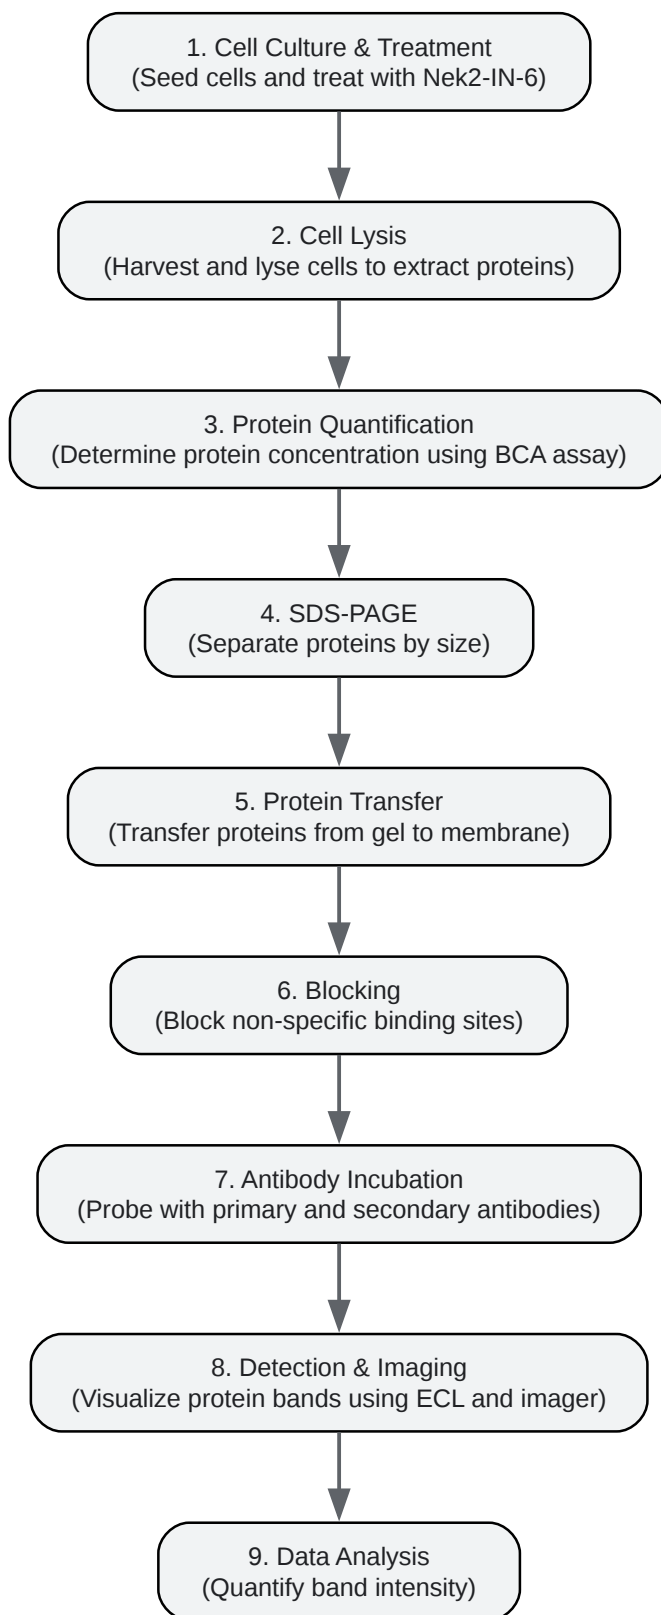 1. Cell Culture & Treatment
(Seed cells and treat with Nek2-IN-6)
2. Cell Lysis
(Harvest and lyse cells to extract proteins)
3. Protein Quantification
(Determine protein concentration using BCA assay)
4. SDS-PAGE
(Separate proteins by size)
5. Protein Transfer
(Transfer proteins from gel to membrane)
6. Blocking
(Block non-specific binding sites)
7. Antibody Incubation
(Probe with primary and secondary antibodies)
8. Detection & Imaging
(Visualize protein bands using ECL and imager)
9. Data Analysis
(Quantify band intensity)